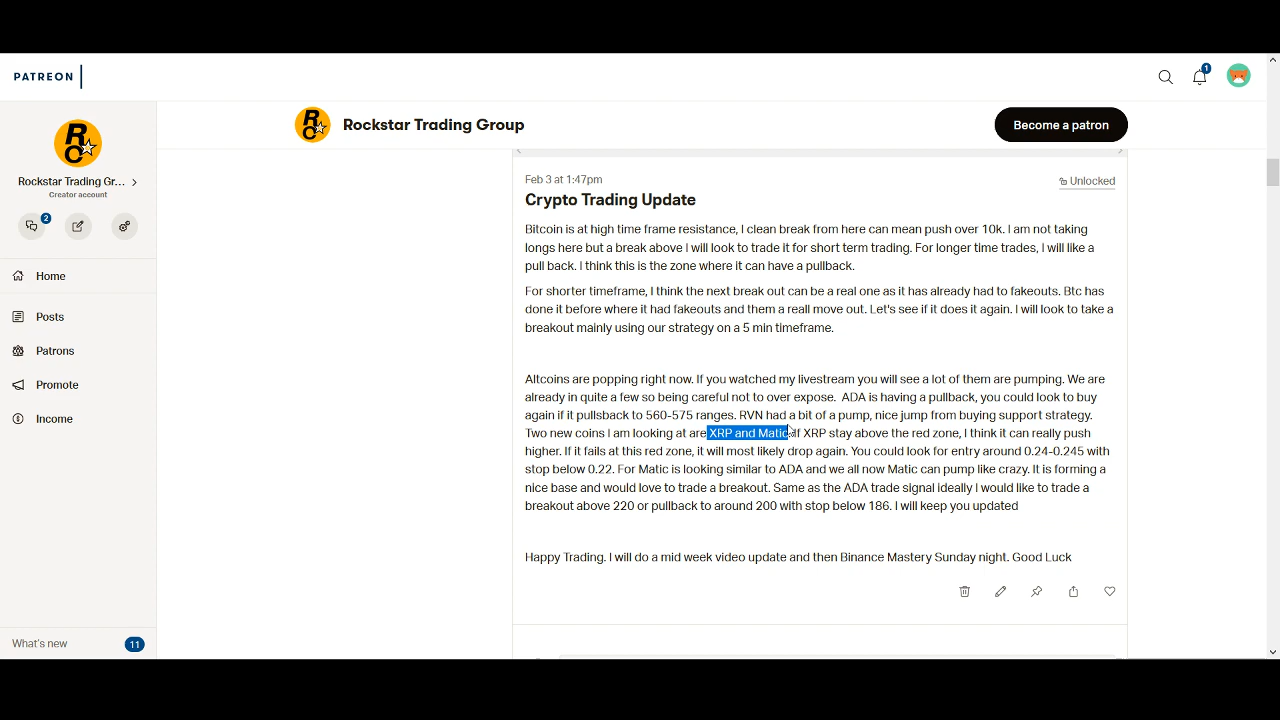 PATREON
1
Rockstar Trading Group
Become a patron
Rockstar Trading Gr...
Creator account
2
Home
Posts
Patrons
Promote
Income
What's new
11
Feb 3 at 1:47pm
Unlocked
Crypto Trading Update
Bitcoin is at high time frame resistance, I clean break from here can mean push over 10k. I am not taking
longs here but a break above I will look to trade it for short term trading. For longer time trades, I will like a
pull back. I think this is the zone where it can have a pullback.
For shorter timeframe, I think the next break out can be a real one as it has already had to fakeouts. Btc has
done it before where it had fakeouts and them a reall move out. Let's see if it does it again. I will look to take a
breakout mainly using our strategy on a 5 min timeframe.
Altcoins are popping right now. If you watched my livestream you will see a lot of them are pumping. We are
already in quite a few so being careful not to over expose. ADA is having a pullback, you could look to buy
again if it pullsback to 560-575 ranges. RVN had a bit of a pump, nice jump from buying support strategy.
Two new coins I am looking at are XRP and Matic. If XRP stay above the red zone, I think it can really push
higher. If it fails at this red zone, it will most likely drop again. You could look for entry around 0.24-0.245 with
stop below 0.22. For Matic is looking similar to ADA and we all now Matic can pump like crazy. It is forming a
nice base and would love to trade a breakout. Same as the ADA trade signal ideally I would like to trade a
breakout above 220 or pullback to around 200 with stop below 186. I will keep you updated
Happy Trading. I will do a mid week video update and then Binance Mastery Sunday night. Good Luck